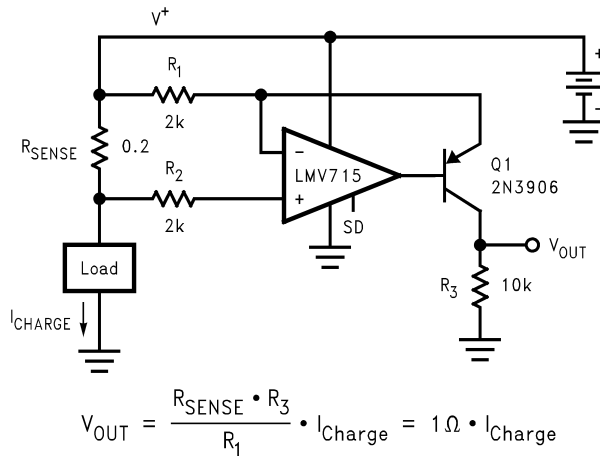 V+
R1
2k
RSENSE
0.2
R2
2k
LMV715
−
+
SD
Q1
2N3906
+
−
Load
ICHARGE
VOUT
R3
10k
VOUT = RSENSE • R3 / R1 • ICharge = 1Ω • ICharge